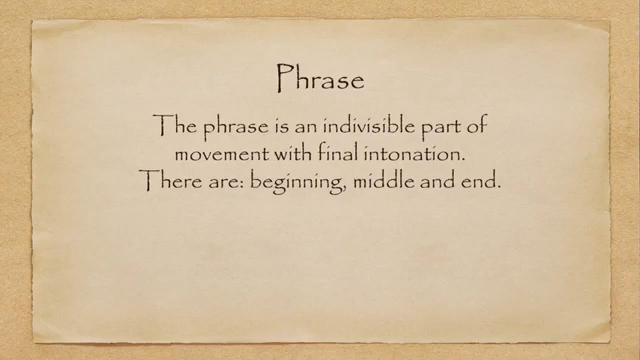 Phrase
The phrase is an indivisible part of
movement with final intonation.
There are: beginning, middle and end.